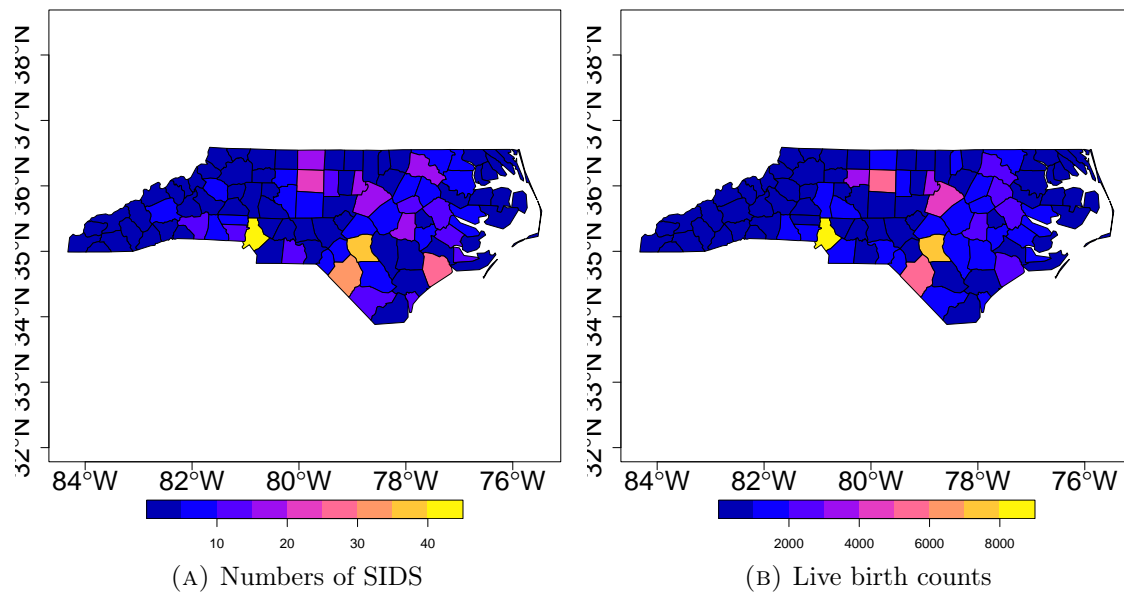 38°N
37°N
36°N
35°N
34°N
33°N
32°N
84°W 82°W 80°W 78°W 76°W
10 20 30 40
(A) Numbers of SIDS
38°N
37°N
36°N
35°N
34°N
33°N
32°N
84°W 82°W 80°W 78°W 76°W
2000 4000 6000 8000
(B) Live birth counts